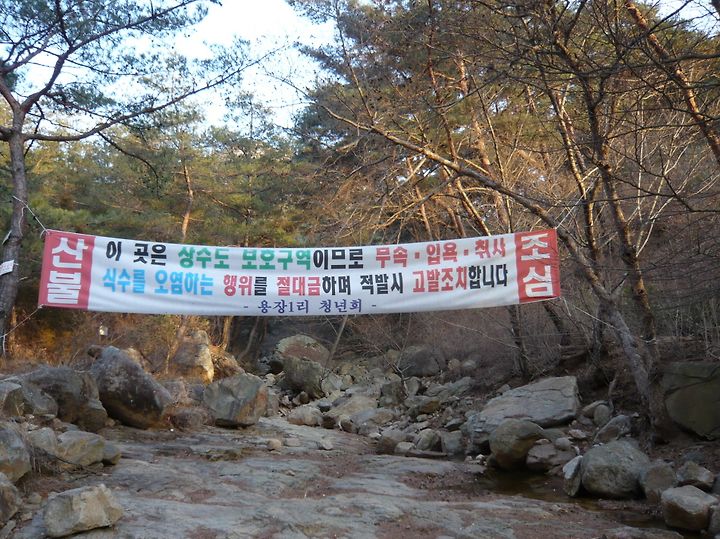 산불
이 곳은 상수도 보호구역이므로 무속·입욕·취사
식수를 오염하는 행위를 절대금하며 적발시 고발조치합니다
- 용장1리 청년회 -
조심